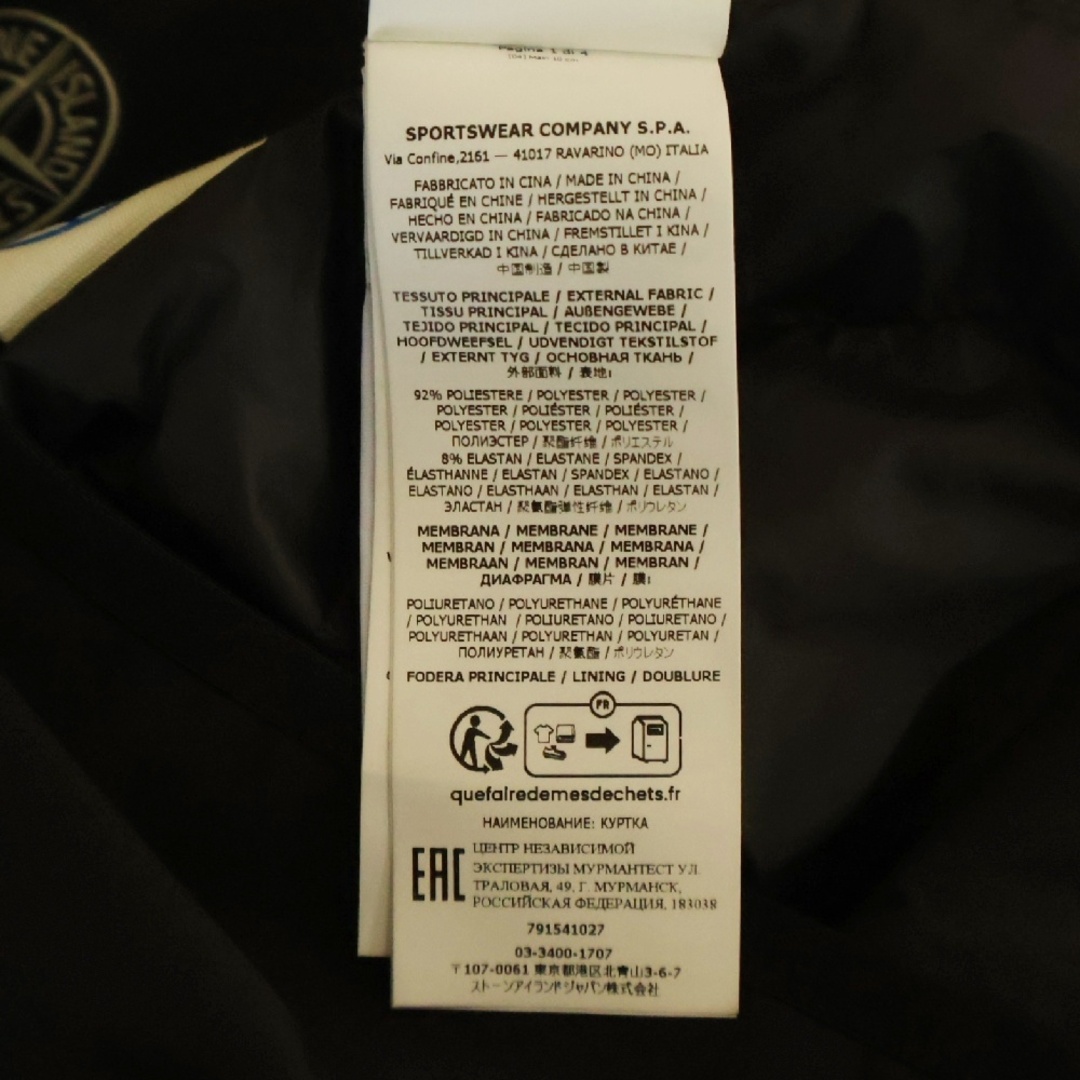 NE
ISLAND
Pagina 1 di 4
SPORTSWEAR COMPANY S.P.A.
Via Confine,2161 — 41017 RAVARINO (MO) ITALIA
FABBRICATO IN CINA / MADE IN CHINA /
FABRIQUÉ EN CHINE / HERGESTELLT IN CHINA /
HECHO EN CHINA / FABRICADO NA CHINA /
VERVAARDIGD IN CHINA / FREMSTILLET I KINA /
TILLVERKAD I KINA / СДЕЛАНО В КИТАЕ /
中国制造 / 中国製
TESSUTO PRINCIPALE / EXTERNAL FABRIC /
TISSU PRINCIPAL / AUßENGEWEBE /
TEJIDO PRINCIPAL / TECIDO PRINCIPAL /
HOOFDWEEFSEL / UDVENDIGT TEKSTILSTOF
/ EXTERNT TYG / ОСНОВНАЯ ТКАНЬ /
外部面料 / 表地:
92% POLIESTERE / POLYESTER / POLYESTER /
POLYESTER / POLIÉSTER / POLIÉSTER /
POLYESTER / POLYESTER / POLYESTER /
ПОЛИЭСТЕР / 聚酯纤维 / ポリエステル
8% ELASTAN / ELASTANE / SPANDEX /
ÉLASTHANNE / ELASTAN / SPANDEX / ELASTANO /
ELASTANO / ELASTHAAN / ELASTHAN / ELASTAN /
ЭЛАСТАН / 聚氨酯弹性纤维 / ポリウレタン
MEMBRANA / MEMBRANE / MEMBRANE /
MEMBRAN / MEMBRANA / MEMBRANA /
MEMBRAAN / MEMBRAN / MEMBRAN /
ДИАФРАГМА / 膜片 / 膜:
POLIURETANO / POLYURETHANE / POLYURÉTHANE
/ POLYURETHAN / POLIURETANO / POLIURETANO /
POLYURETHAAN / POLYURETHAN / POLYURETAN /
ПОЛИУРЕТАН / 聚氨酯 / ポリウレタン
FODERA PRINCIPALE / LINING / DOUBLURE
FR
quefairedemesdechets.fr
НАИМЕНОВАНИЕ: КУРТКА
EAC
ЦЕНТР НЕЗАВИСИМОЙ
ЭКСПЕРТИЗЫ МУРМАНТЕСТ УЛ.
ТРАЛОВАЯ, 49, Г. МУРМАНСК,
РОССИЙСКАЯ ФЕДЕРАЦИЯ, 183038
791541027
03-3400-1707
〒107-0061 東京都港区北青山3-6-7
ストーンアイランドジャパン株式会社